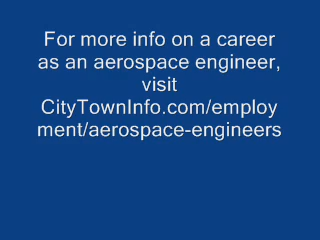 For more info on a career
as an aerospace engineer,
visit
CityTownInfo.com/employ
ment/aerospace-engineers